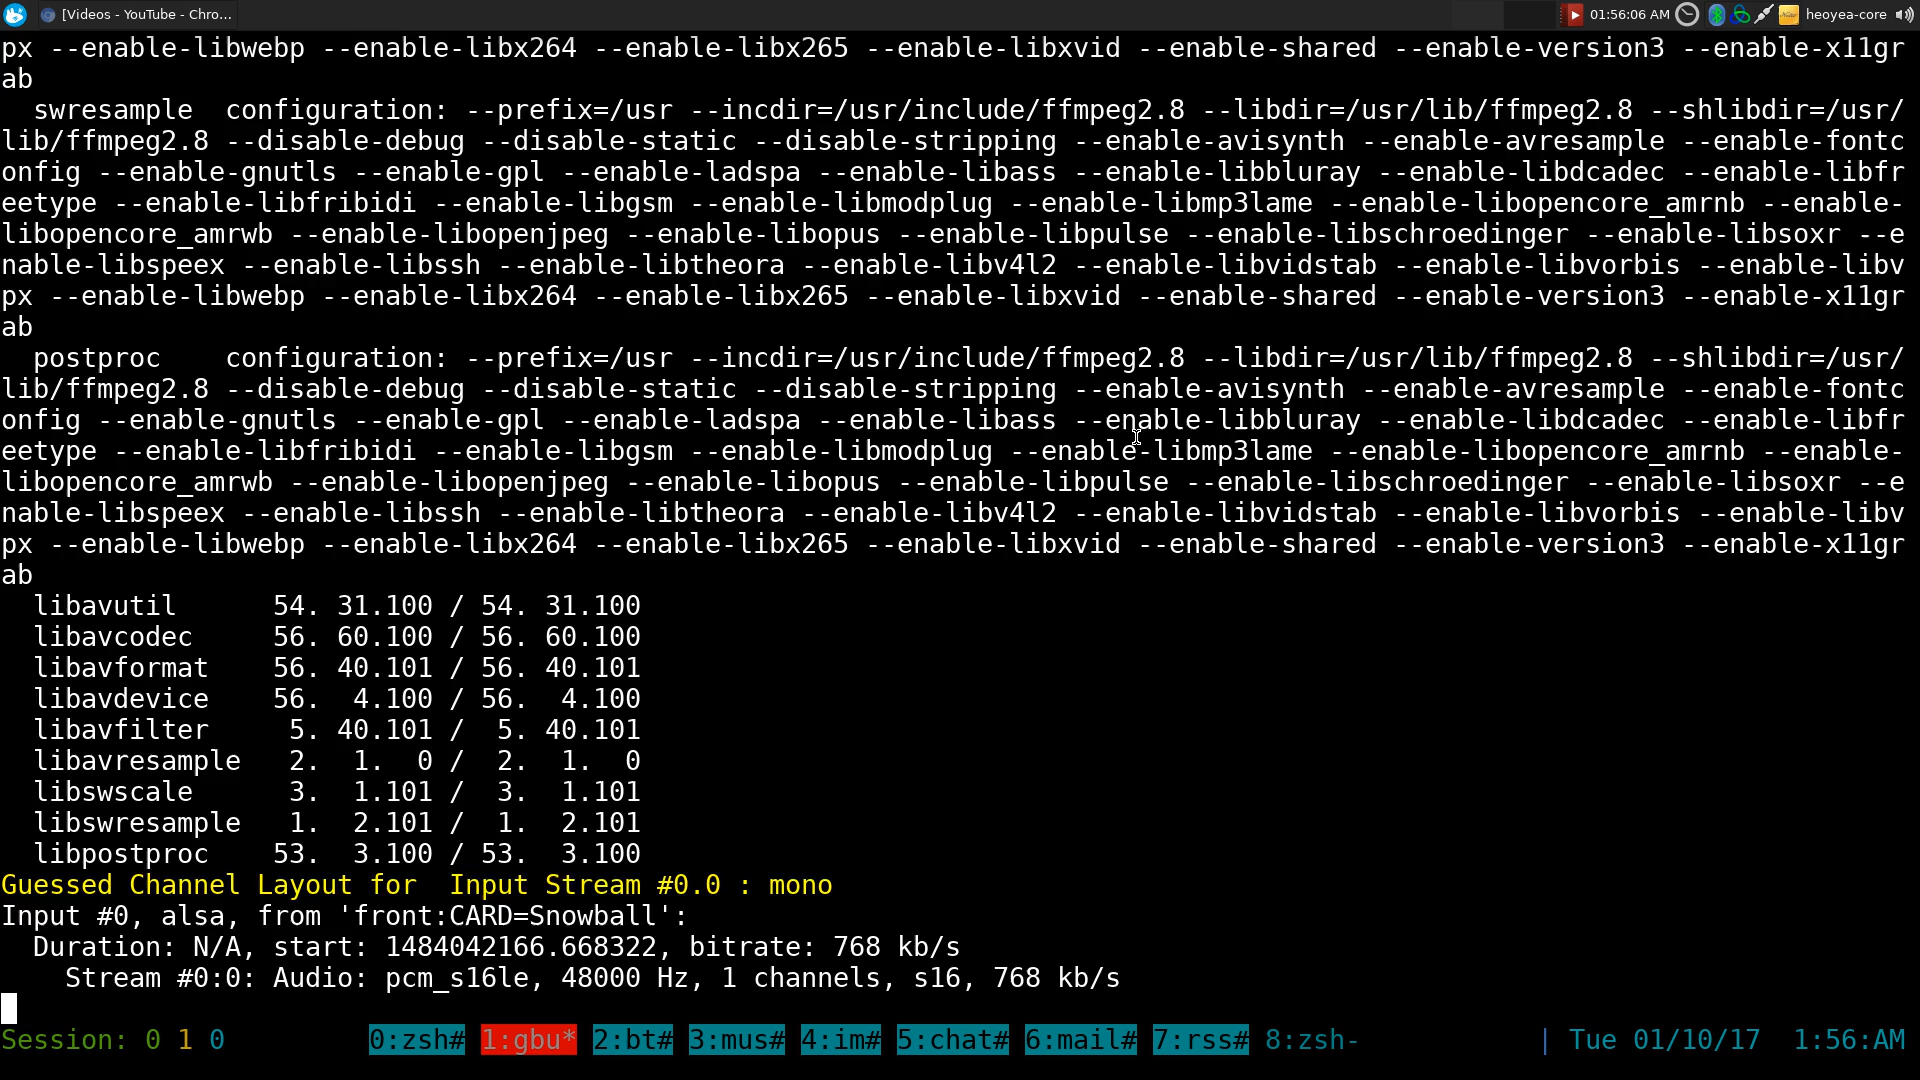 [Videos - YouTube - Chro... 01:56:06 AM heoyea-core
px --enable-libwebp --enable-libx264 --enable-libx265 --enable-libxvid --enable-shared --enable-version3 --enable-x11gr
ab
  swresample  configuration: --prefix=/usr --incdir=/usr/include/ffmpeg2.8 --libdir=/usr/lib/ffmpeg2.8 --shlibdir=/usr/
lib/ffmpeg2.8 --disable-debug --disable-static --disable-stripping --enable-avisynth --enable-avresample --enable-fontc
onfig --enable-gnutls --enable-gpl --enable-ladspa --enable-libass --enable-libbluray --enable-libdcadec --enable-libfr
eetype --enable-libfribidi --enable-libgsm --enable-libmodplug --enable-libmp3lame --enable-libopencore_amrnb --enable-
libopencore_amrwb --enable-libopenjpeg --enable-libopus --enable-libpulse --enable-libschroedinger --enable-libsoxr --e
nable-libspeex --enable-libssh --enable-libtheora --enable-libv4l2 --enable-libvidstab --enable-libvorbis --enable-libv
px --enable-libwebp --enable-libx264 --enable-libx265 --enable-libxvid --enable-shared --enable-version3 --enable-x11gr
ab
  postproc    configuration: --prefix=/usr --incdir=/usr/include/ffmpeg2.8 --libdir=/usr/lib/ffmpeg2.8 --shlibdir=/usr/
lib/ffmpeg2.8 --disable-debug --disable-static --disable-stripping --enable-avisynth --enable-avresample --enable-fontc
onfig --enable-gnutls --enable-gpl --enable-ladspa --enable-libass --enable-libbluray --enable-libdcadec --enable-libfr
eetype --enable-libfribidi --enable-libgsm --enable-libmodplug --enable-libmp3lame --enable-libopencore_amrnb --enable-
libopencore_amrwb --enable-libopenjpeg --enable-libopus --enable-libpulse --enable-libschroedinger --enable-libsoxr --e
nable-libspeex --enable-libssh --enable-libtheora --enable-libv4l2 --enable-libvidstab --enable-libvorbis --enable-libv
px --enable-libwebp --enable-libx264 --enable-libx265 --enable-libxvid --enable-shared --enable-version3 --enable-x11gr
ab
  libavutil      54. 31.100 / 54. 31.100
  libavcodec     56. 60.100 / 56. 60.100
  libavformat    56. 40.101 / 56. 40.101
  libavdevice    56.  4.100 / 56.  4.100
  libavfilter     5. 40.101 /  5. 40.101
  libavresample   2.  1.  0 /  2.  1.  0
  libswscale      3.  1.101 /  3.  1.101
  libswresample   1.  2.101 /  1.  2.101
  libpostproc    53.  3.100 / 53.  3.100
Guessed Channel Layout for  Input Stream #0.0 : mono
Input #0, alsa, from 'front:CARD=Snowball':
  Duration: N/A, start: 1484042166.668322, bitrate: 768 kb/s
    Stream #0:0: Audio: pcm_s16le, 48000 Hz, 1 channels, s16, 768 kb/s
Session: 0 1 0 0:zsh# 1:gbu* 2:bt# 3:mus# 4:im# 5:chat# 6:mail# 7:rss# 8:zsh- | Tue 01/10/17  1:56:AM